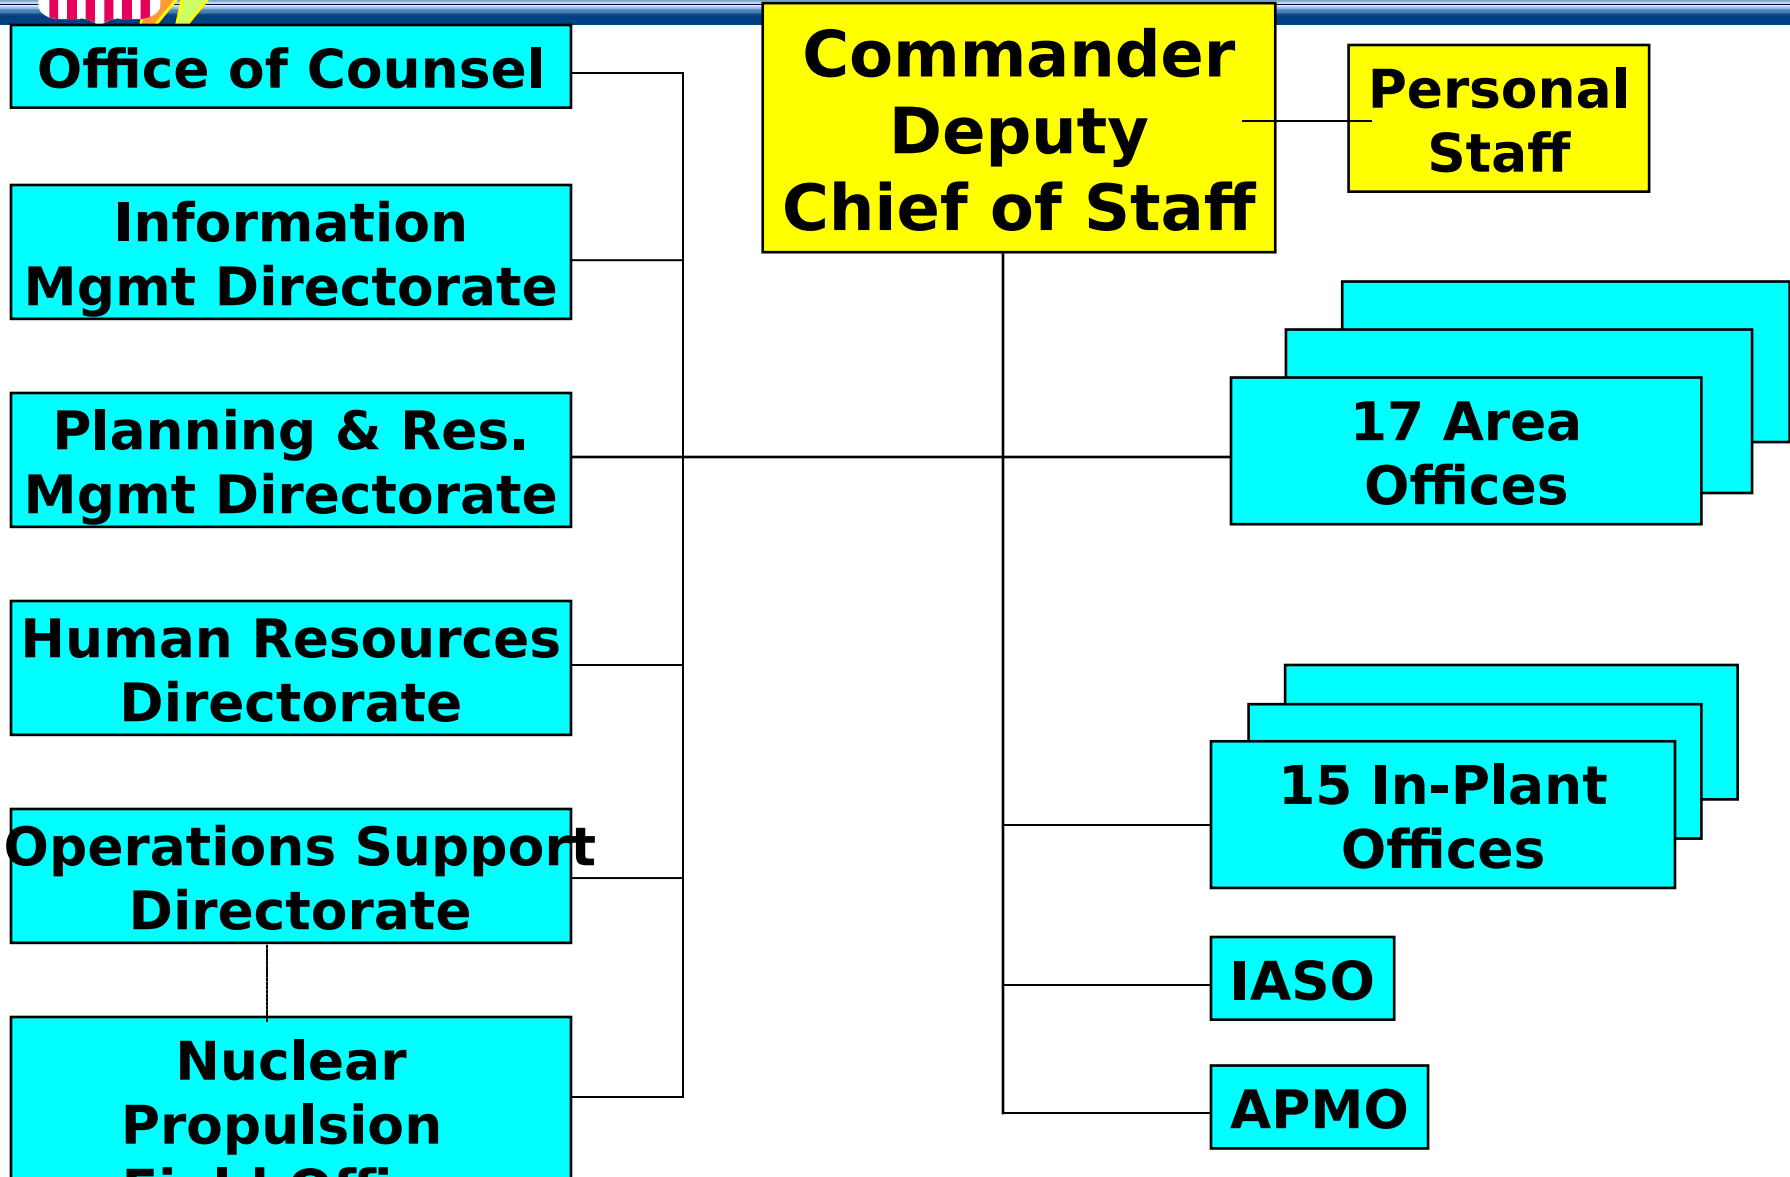 Office of Counsel
Commander
Deputy
Chief of Staff
Personal
Staff
Information
Mgmt Directorate
Planning & Res.
Mgmt Directorate
17 Area
Offices
Human Resources
Directorate
Operations Support
Directorate
15 In-Plant
Offices
IASO
APMO
Nuclear
Propulsion